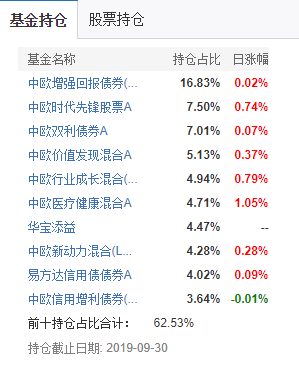 基金持仓 股票持仓
基金名称 持仓占比 日涨幅
中欧增强回报债券(... 16.83% 0.02%
中欧时代先锋股票A 7.50% 0.74%
中欧双利债券A 7.01% 0.07%
中欧价值发现混合A 5.13% 0.37%
中欧行业成长混合(... 4.94% 0.79%
中欧医疗健康混合A 4.71% 1.05%
华宝添益 4.47% --
中欧新动力混合(L... 4.28% 0.28%
易方达信用债债券A 4.02% 0.09%
中欧信用增利债券(... 3.64% -0.01%
前十持仓占比合计： 62.53%
持仓截止日期: 2019-09-30